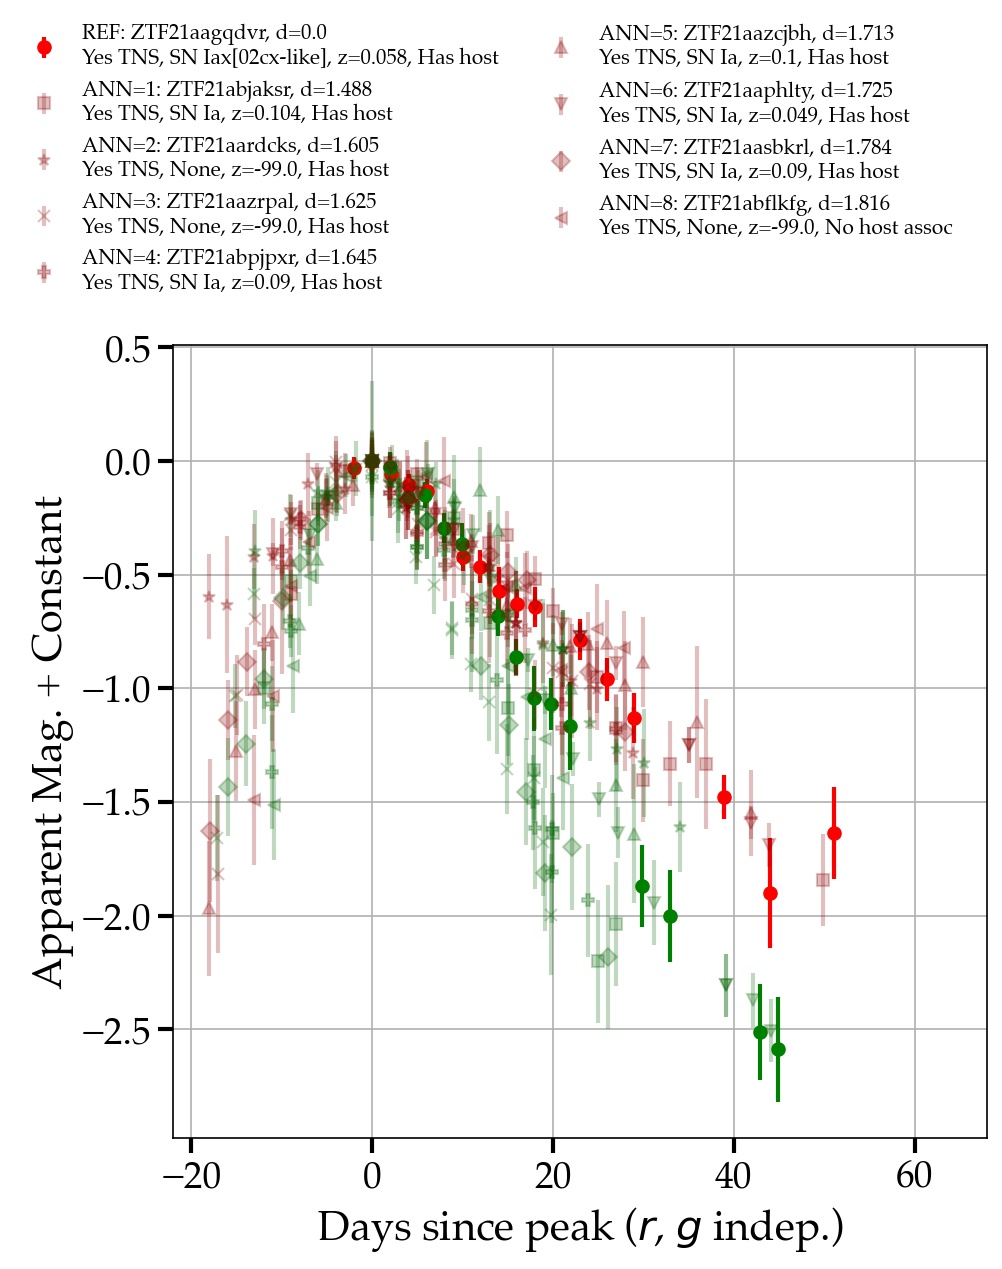 REF: ZTF21aagqdvr, d=0.0
Yes TNS, SN Iax[02cx-like], z=0.058, Has host
ANN=1: ZTF21abjaksr, d=1.488
Yes TNS, SN Ia, z=0.104, Has host
ANN=2: ZTF21aardcks, d=1.605
Yes TNS, None, z=-99.0, Has host
ANN=3: ZTF21aazrpal, d=1.625
Yes TNS, None, z=-99.0, Has host
ANN=4: ZTF21abpjpxr, d=1.645
Yes TNS, SN Ia, z=0.09, Has host
ANN=5: ZTF21aazcjbh, d=1.713
Yes TNS, SN Ia, z=0.1, Has host
ANN=6: ZTF21aaphlty, d=1.725
Yes TNS, SN Ia, z=0.049, Has host
ANN=7: ZTF21aasbkrl, d=1.784
Yes TNS, SN Ia, z=0.09, Has host
ANN=8: ZTF21abflkfg, d=1.816
Yes TNS, None, z=-99.0, No host assoc
0.5
0.0
−0.5
−1.0
−1.5
−2.0
−2.5
Apparent Mag. + Constant
−20
0
20
40
60
Days since peak (r, g indep.)